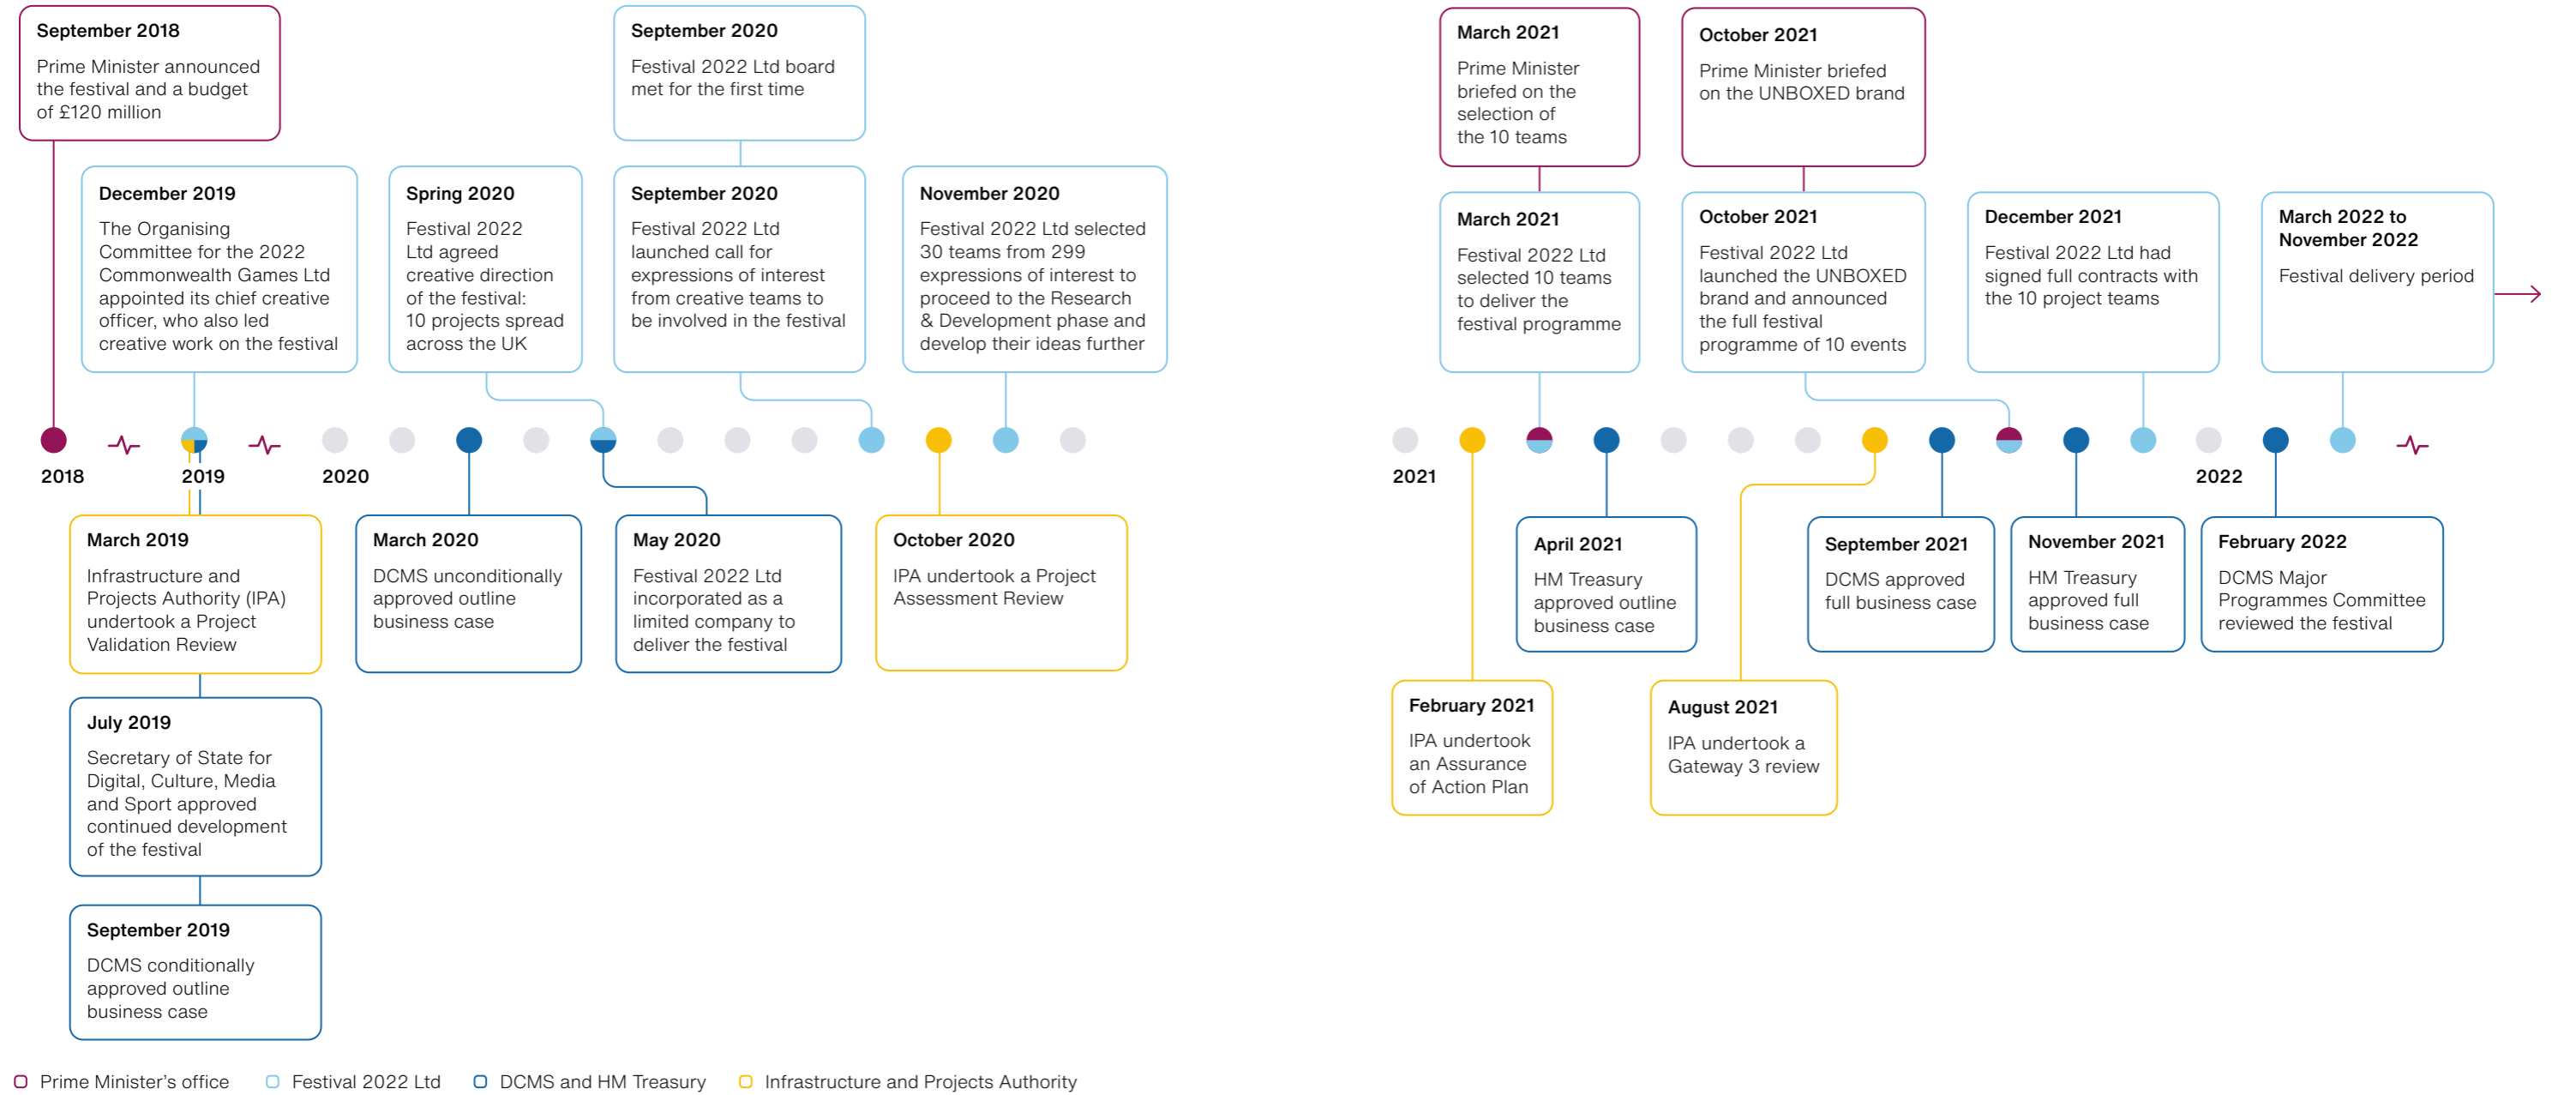 September 2018
Prime Minister announced
the festival and a budget
of £120 million
September 2020
Festival 2022 Ltd board
met for the first time
March 2021
Prime Minister
briefed on the
selection of
the 10 teams
October 2021
Prime Minister briefed
on the UNBOXED brand
December 2019
The Organising
Committee for the 2022
Commonwealth Games Ltd
appointed its chief creative
officer, who also led
creative work on the festival
Spring 2020
Festival 2022
Ltd agreed
creative direction
of the festival:
10 projects spread
across the UK
September 2020
Festival 2022 Ltd
launched call for
expressions of interest
from creative teams to
be involved in the festival
November 2020
Festival 2022 Ltd selected
30 teams from 299
expressions of interest to
proceed to the Research
& Development phase and
develop their ideas further
March 2021
Festival 2022 Ltd
selected 10 teams
to deliver the
festival programme
October 2021
Festival 2022 Ltd
launched the UNBOXED
brand and announced
the full festival
programme of 10 events
December 2021
Festival 2022 Ltd had
signed full contracts with
the 10 project teams
March 2022 to
November 2022
Festival delivery period
2018
2019
2020
2021
2022
March 2019
Infrastructure and
Projects Authority (IPA)
undertook a Project
Validation Review
March 2020
DCMS unconditionally
approved outline
business case
May 2020
Festival 2022 Ltd
incorporated as a
limited company to
deliver the festival
October 2020
IPA undertook a Project
Assessment Review
April 2021
HM Treasury
approved outline
business case
September 2021
DCMS approved
full business case
November 2021
HM Treasury
approved full
business case
February 2022
DCMS Major
Programmes Committee
reviewed the festival
July 2019
Secretary of State for
Digital, Culture, Media
and Sport approved
continued development
of the festival
February 2021
IPA undertook
an Assurance
of Action Plan
August 2021
IPA undertook a
Gateway 3 review
September 2019
DCMS conditionally
approved outline
business case
Prime Minister's office
Festival 2022 Ltd
DCMS and HM Treasury
Infrastructure and Projects Authority